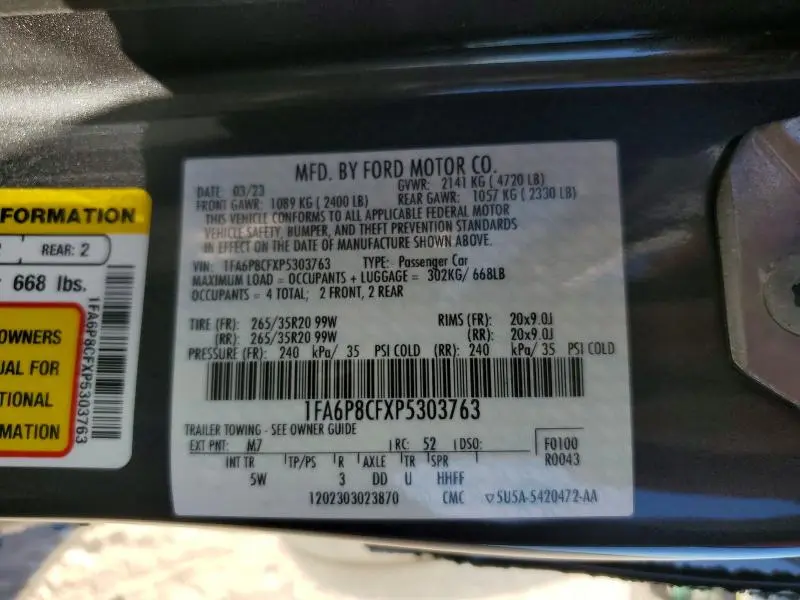 FORMATION
REAR: 2
668 lbs.
OWNERS
UAL FOR
TIONAL
RMATION
1FA6P8CFXP5303763
MFD. BY FORD MOTOR CO.
DATE: 03/23 GVWR: 2141 KG ( 4720 LB)
FRONT GAWR: 1089 KG ( 2400 LB) REAR GAWR: 1057 KG ( 2330 LB)
THIS VEHICLE CONFORMS TO ALL APPLICABLE FEDERAL MOTOR
VEHICLE SAFETY, BUMPER, AND THEFT PREVENTION STANDARDS
IN EFFECT ON THE DATE OF MANUFACTURE SHOWN ABOVE.
VIN: 1FA6P8CFXP5303763 TYPE: Passenger Car
MAXIMUM LOAD = OCCUPANTS + LUGGAGE = 302KG/ 668LB
OCCUPANTS = 4 TOTAL; 2 FRONT, 2 REAR
TIRE (FR): 265/35R20 99W RIMS (FR): 20x9.0J
(RR): 265/35R20 99W (RR): 20x9.0J
PRESSURE (FR): 240 kPa/ 35 PSI COLD (RR): 240 kPa/ 35 PSI COLD
1FA6P8CFXP5303763
TRAILER TOWING - SEE OWNER GUIDE
EXT PNT: M7 RC: 52 DSO: F0100
R0043
INT TR TP/PS R AXLE TR SPR
5W 3 DD U HHFF
1202303023870 CMC 5U5A-5420472-AA